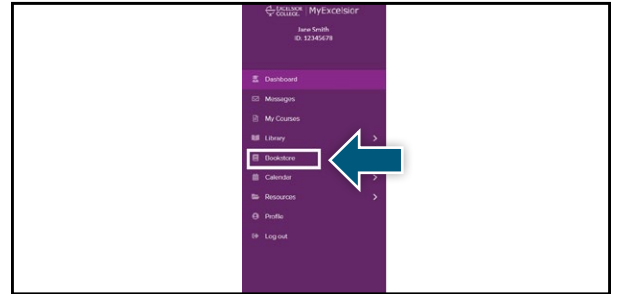 EXCELSIOR COLLEGE. MyExcelsior
Jane Smith
ID: 12345678
Dashboard
Messages
My Courses
Library
Bookstore
Calendar
Resources
Profile
Log out